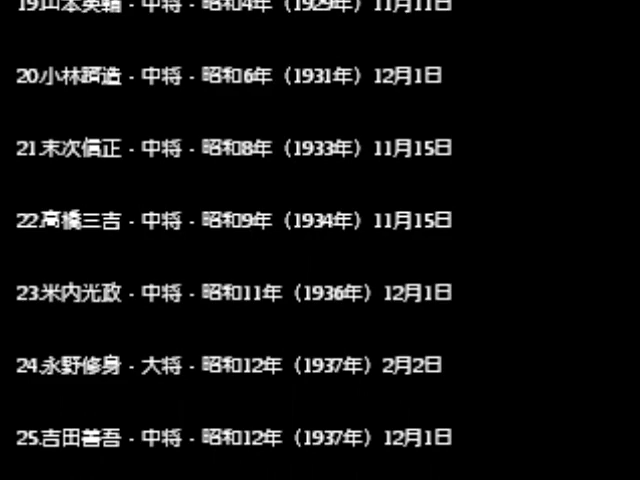 19.山本英輔 - 中将 - 昭和4年（1929年）11月11日
20.小林躋造 - 中将 - 昭和6年（1931年）12月1日
21.末次信正 - 中将 - 昭和8年（1933年）11月15日
22.高橋三吉 - 中将 - 昭和9年（1934年）11月15日
23.米内光政 - 中将 - 昭和11年（1936年）12月1日
24.永野修身 - 大将 - 昭和12年（1937年）2月2日
25.吉田善吾 - 中将 - 昭和12年（1937年）12月1日